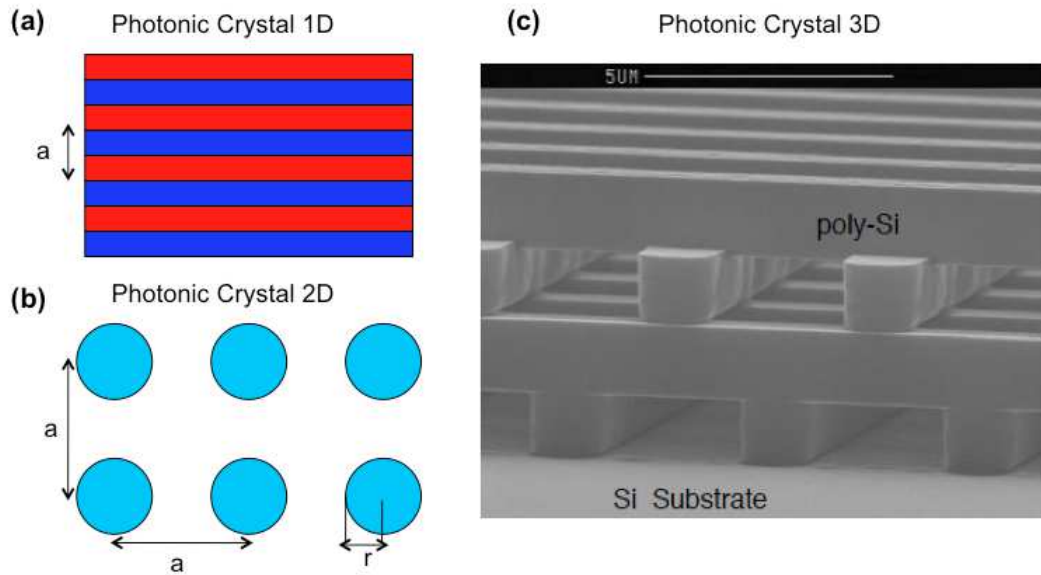 (a)
Photonic Crystal 1D
a
(b)
Photonic Crystal 2D
a
a
r
(c)
Photonic Crystal 3D
5UM
poly-Si
Si Substrate